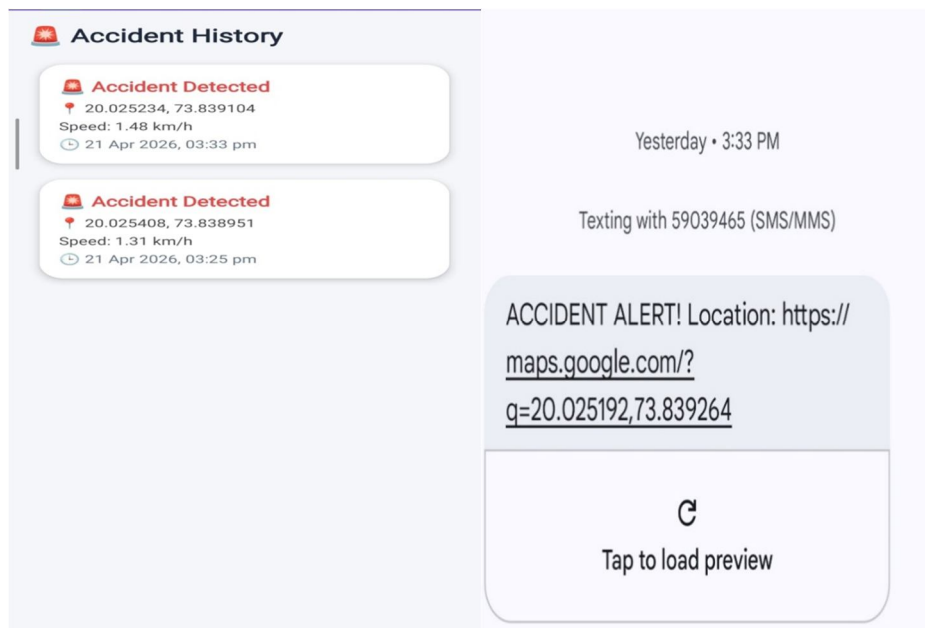 Accident History
Accident Detected
20.025234, 73.839104
Speed: 1.48 km/h
21 Apr 2026, 03:33 pm
Accident Detected
20.025408, 73.838951
Speed: 1.31 km/h
21 Apr 2026, 03:25 pm
Yesterday • 3:33 PM
Texting with 59039465 (SMS/MMS)
ACCIDENT ALERT! Location: https://
maps.google.com/?
q=20.025192,73.839264
Tap to load preview